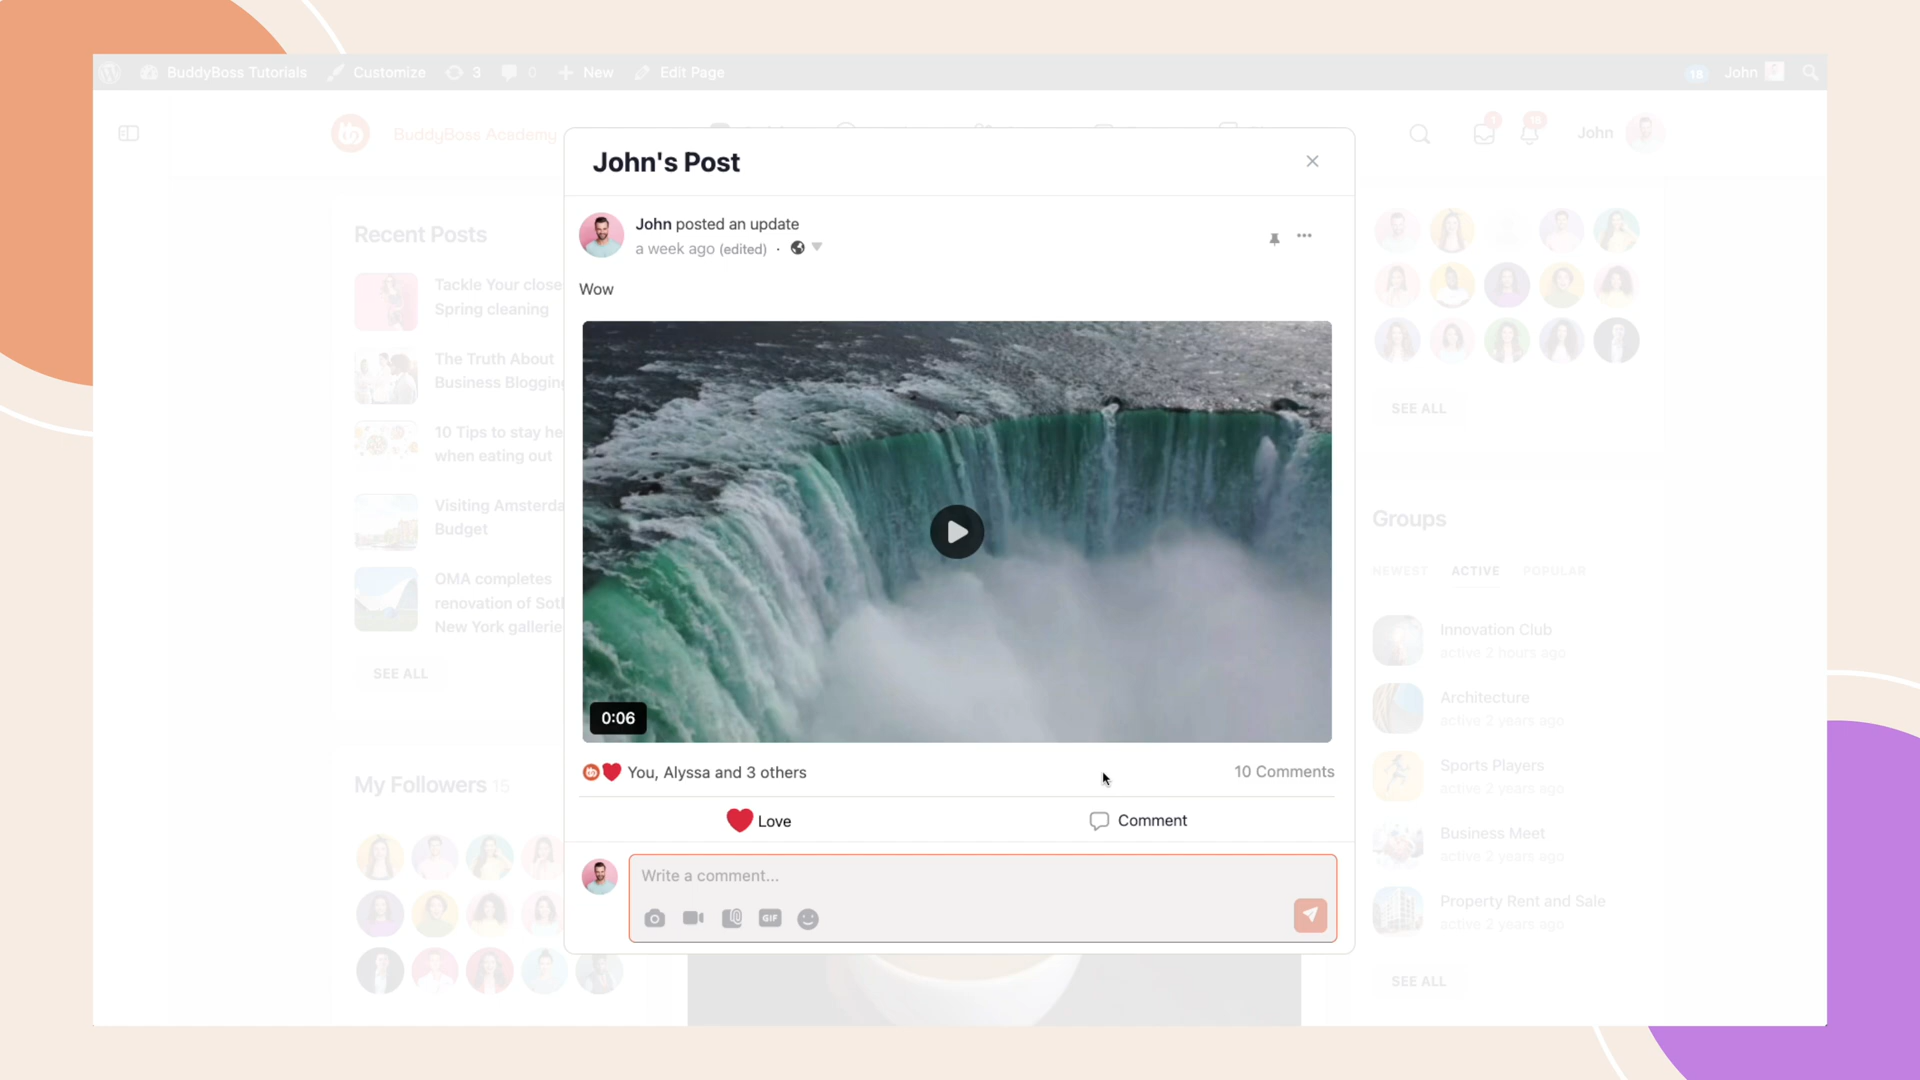 BuddyBoss Tutorials Customize 3 0 New Edit Page 18 John
BuddyBoss Academy
1
18
John
John's Post
John posted an update
a week ago (edited) ·
Wow
0:06
You, Alyssa and 3 others
10 Comments
Love
Comment
Write a comment...
GIF
Recent Posts
Tackle Your close
Spring cleaning
The Truth About
Business Blogging
10 Tips to stay he
when eating out
Visiting Amsterda
Budget
OMA completes
renovation of Sot
New York gallerie
SEE ALL
My Followers 15
SEE ALL
Groups
NEWEST ACTIVE POPULAR
Innovation Club
active 2 hours ago
Architecture
active 2 years ago
Sports Players
active 2 years ago
Business Meet
active 2 years ago
Property Rent and Sale
active 2 years ago
SEE ALL